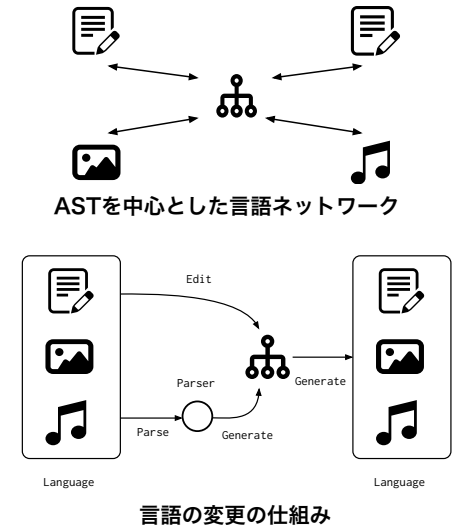 ASTを中心とした言語ネットワーク
Edit
Parser
Generate
Parse
Generate
Language
Language
言語の変更の仕組み